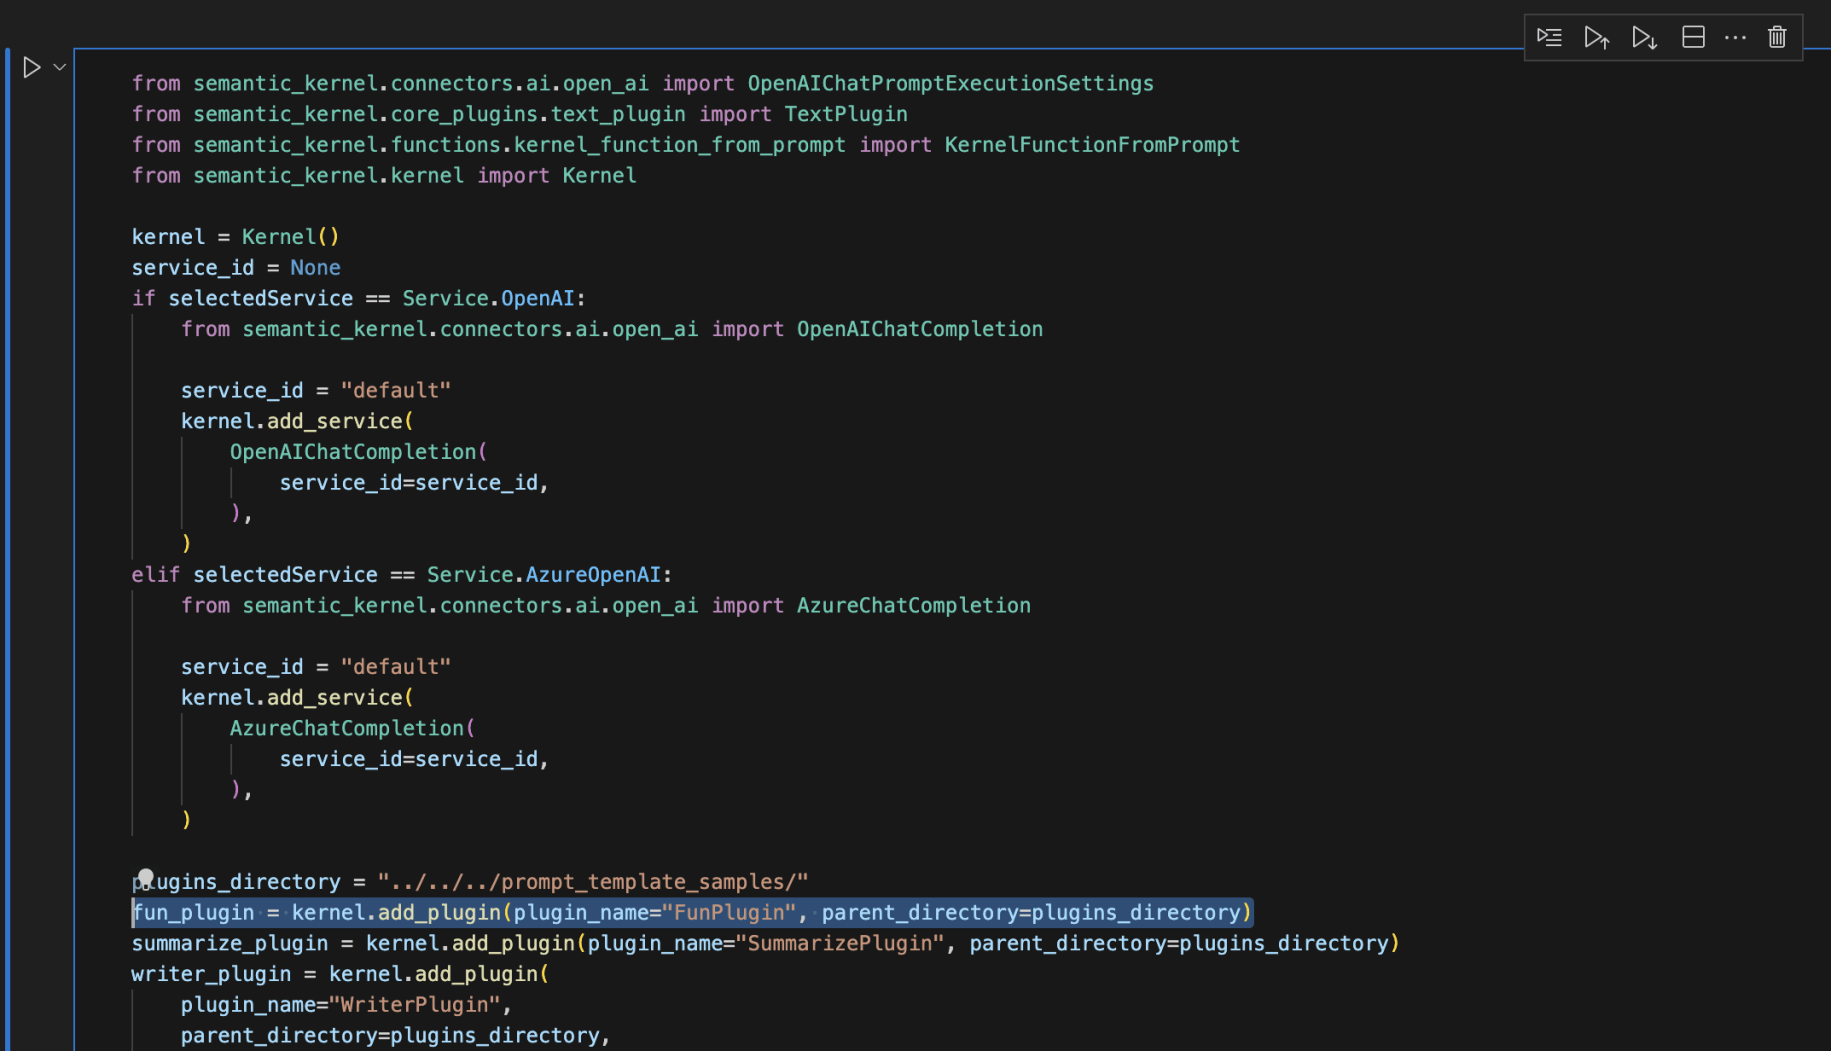 from semantic_kernel.connectors.ai.open_ai import OpenAIChatPromptExecutionSettings
from semantic_kernel.core_plugins.text_plugin import TextPlugin
from semantic_kernel.functions.kernel_function_from_prompt import KernelFunctionFromPrompt
from semantic_kernel.kernel import Kernel

kernel = Kernel()
service_id = None
if selectedService == Service.OpenAI:
    from semantic_kernel.connectors.ai.open_ai import OpenAIChatCompletion

    service_id = "default"
    kernel.add_service(
        OpenAIChatCompletion(
            service_id=service_id,
        ),
    )
elif selectedService == Service.AzureOpenAI:
    from semantic_kernel.connectors.ai.open_ai import AzureChatCompletion

    service_id = "default"
    kernel.add_service(
        AzureChatCompletion(
            service_id=service_id,
        ),
    )

plugins_directory = "../../../prompt_template_samples/"
fun_plugin = kernel.add_plugin(plugin_name="FunPlugin", parent_directory=plugins_directory)
summarize_plugin = kernel.add_plugin(plugin_name="SummarizePlugin", parent_directory=plugins_directory)
writer_plugin = kernel.add_plugin(
    plugin_name="WriterPlugin",
    parent_directory=plugins_directory,